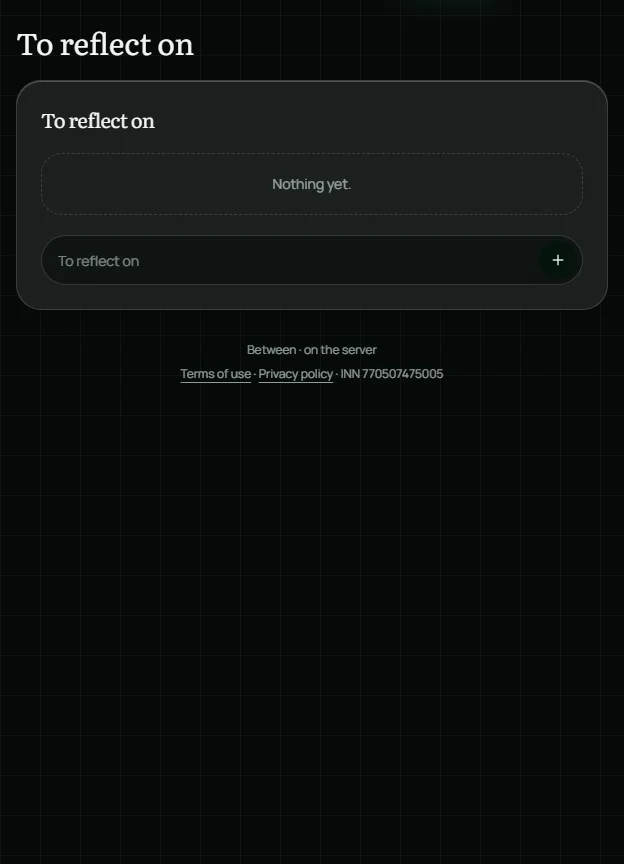 To reflect on
To reflect on
Nothing yet.
To reflect on
+
Between · on the server
Terms of use · Privacy policy · INN 770507475005